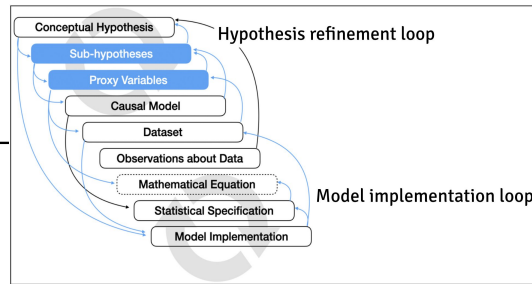 Conceptual Hypothesis
Hypothesis refinement loop
Sub-hypotheses
Proxy Variables
Causal Model
Dataset
Observations about Data
Mathematical Equation
Model implementation loop
Statistical Specification
Model Implementation